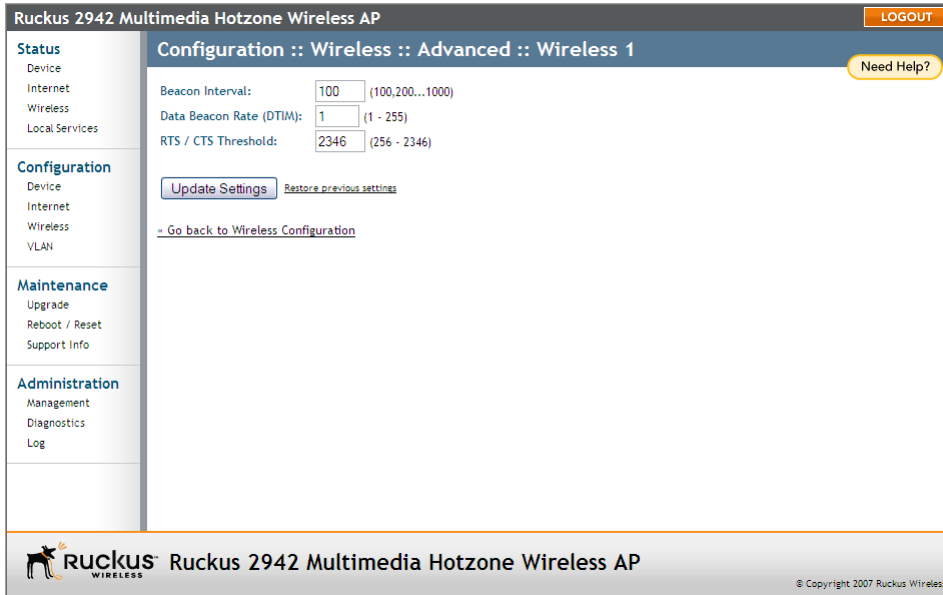 Ruckus 2942 Multimedia Hotzone Wireless AP
LOGOUT
Status
Device
Internet
Wireless
Local Services
Configuration
Device
Internet
Wireless
VLAN
Maintenance
Upgrade
Reboot / Reset
Support Info
Administration
Management
Diagnostics
Log
Configuration :: Wireless :: Advanced :: Wireless 1
Need Help?
Beacon Interval: 100 (100,200...1000)
Data Beacon Rate (DTIM): 1 (1 - 255)
RTS / CTS Threshold: 2346 (256 - 2346)
Update Settings Restore previous settings
« Go back to Wireless Configuration
RUCKUS™ WIRELESS
Ruckus 2942 Multimedia Hotzone Wireless AP
© Copyright 2007 Ruckus Wireles